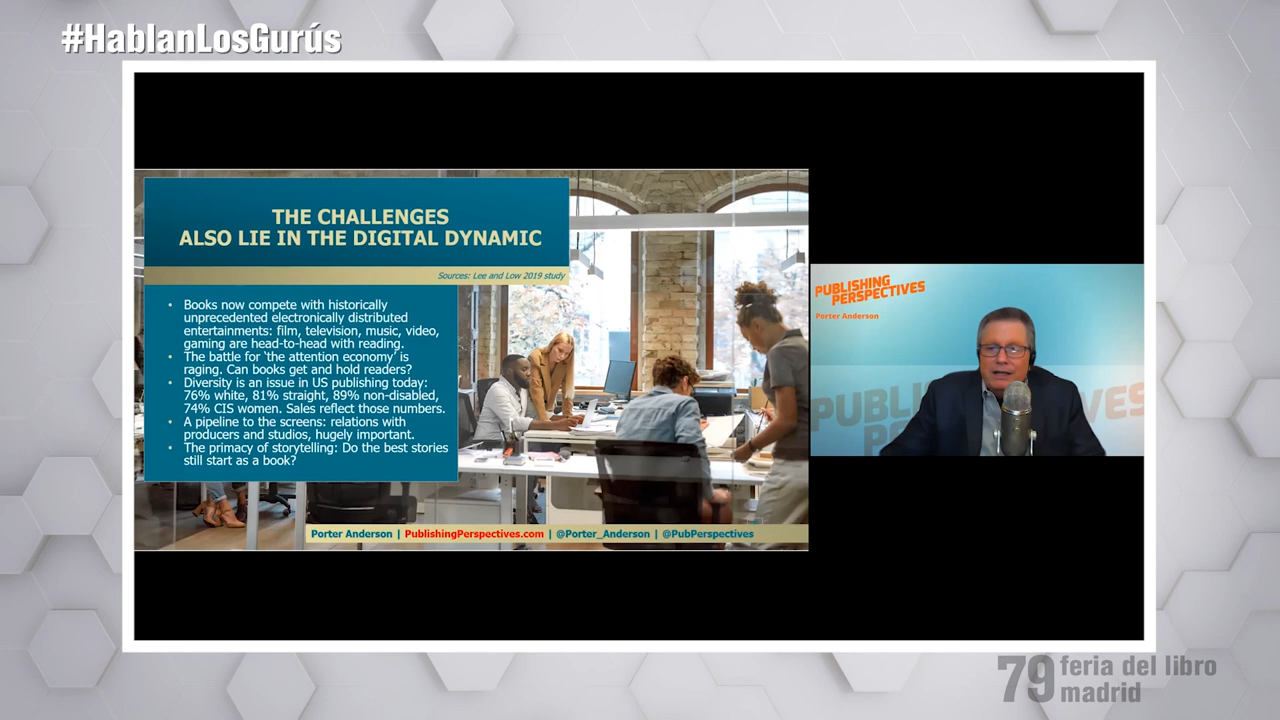 #HablanLosGurús
THE CHALLENGES
ALSO LIE IN THE DIGITAL DYNAMIC
Sources: Lee and Low 2019 study
• Books now compete with historically
unprecedented electronically distributed
entertainments: film, television, music, video,
gaming are head-to-head with reading.
• The battle for ‘the attention economy’ is
raging. Can books get and hold readers?
• Diversity is an issue in US publishing today:
76% white, 81% straight, 89% non-disabled,
74% CIS women. Sales reflect those numbers.
• A pipeline to the screens: relations with
producers and studios, hugely important.
• The primacy of storytelling: Do the best stories
still start as a book?
Porter Anderson | PublishingPerspectives.com | @Porter_Anderson | @PubPerspectives
PUBLISHING
PERSPECTIVES
Porter Anderson
79 feria del libro
madrid